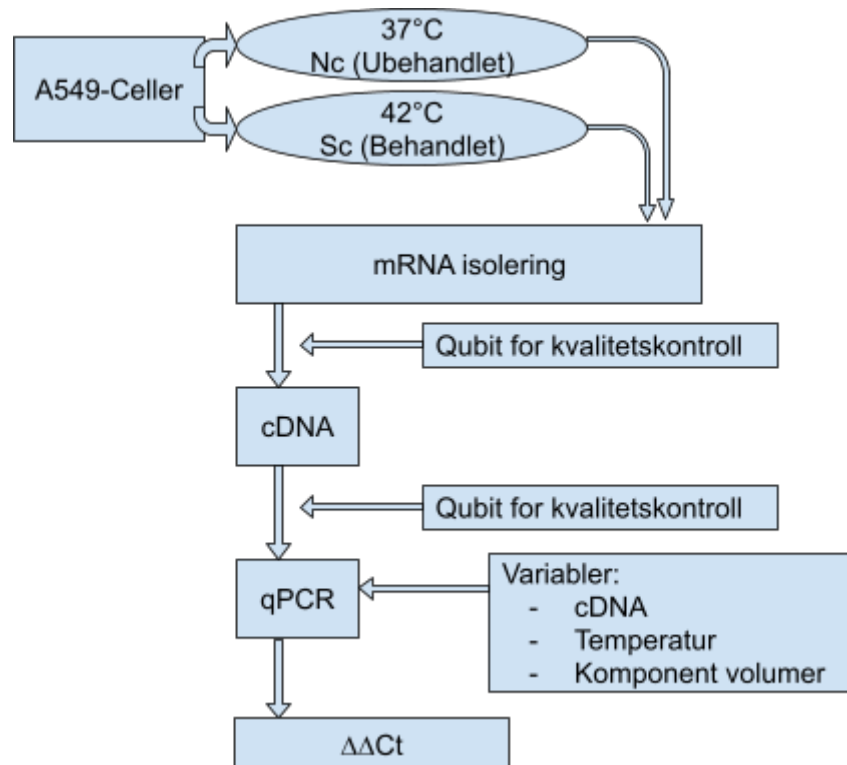 A549-Celler
37°C
Nc (Ubehandlet)
42°C
Sc (Behandlet)
mRNA isolering
Qubit for kvalitetskontroll
cDNA
Qubit for kvalitetskontroll
qPCR
Variabler:
- cDNA
- Temperatur
- Komponent volumer
ΔΔCt